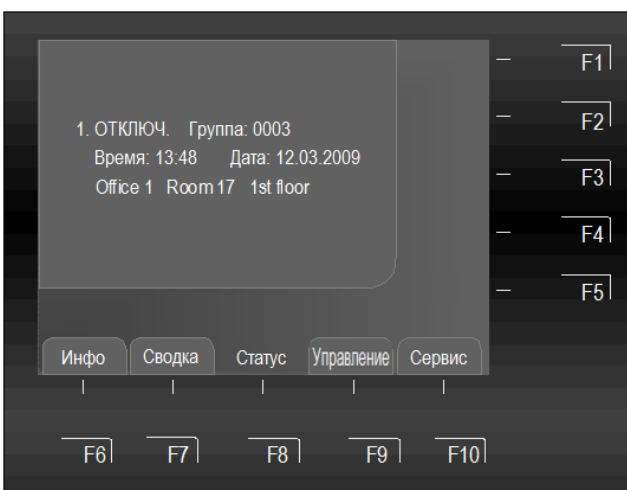 F1
1. ОТКЛЮЧ. Группа: 0003
F2
Время: 13:48 Дата: 12.03.2009
F3
Office 1 Room 17 1st floor
F4
F5
Инфо Сводка Статус Управление Сервис
F6 F7 F8 F9 F10